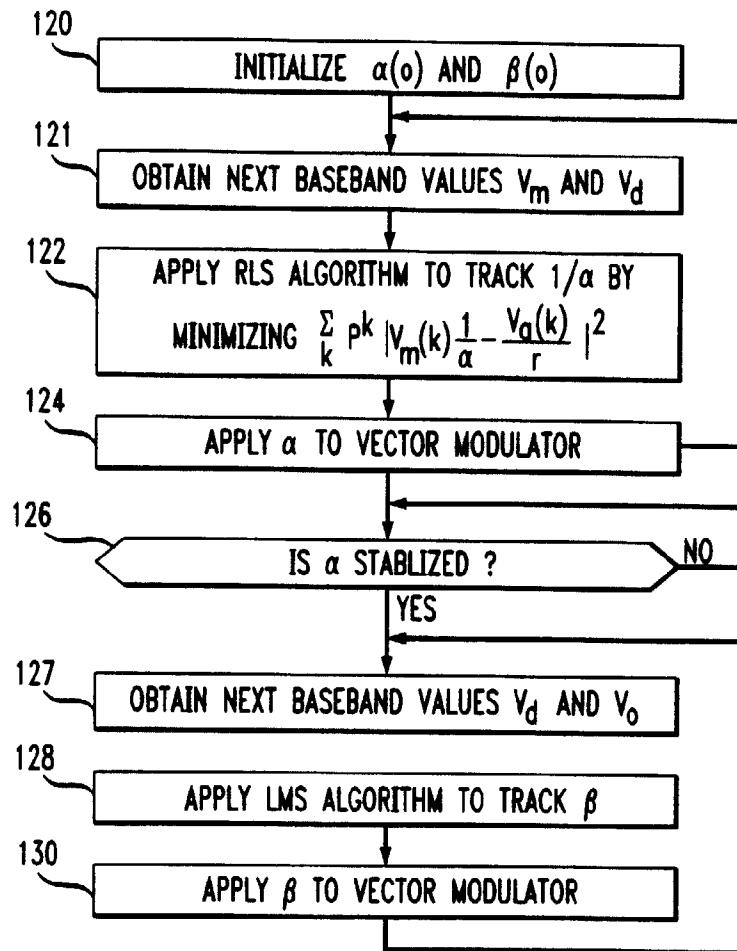 120
INITIALIZE α(o) AND β(o)
121
OBTAIN NEXT BASEBAND VALUES Vm AND Vd
122
APPLY RLS ALGORITHM TO TRACK 1/α BY
MINIMIZING Σ_k P^k |Vm(k) 1/α - Va(k)/r |^2
124
APPLY α TO VECTOR MODULATOR
126
IS α STABLIZED ?
NO
YES
127
OBTAIN NEXT BASEBAND VALUES Vd AND Vo
128
APPLY LMS ALGORITHM TO TRACK β
130
APPLY β TO VECTOR MODULATOR